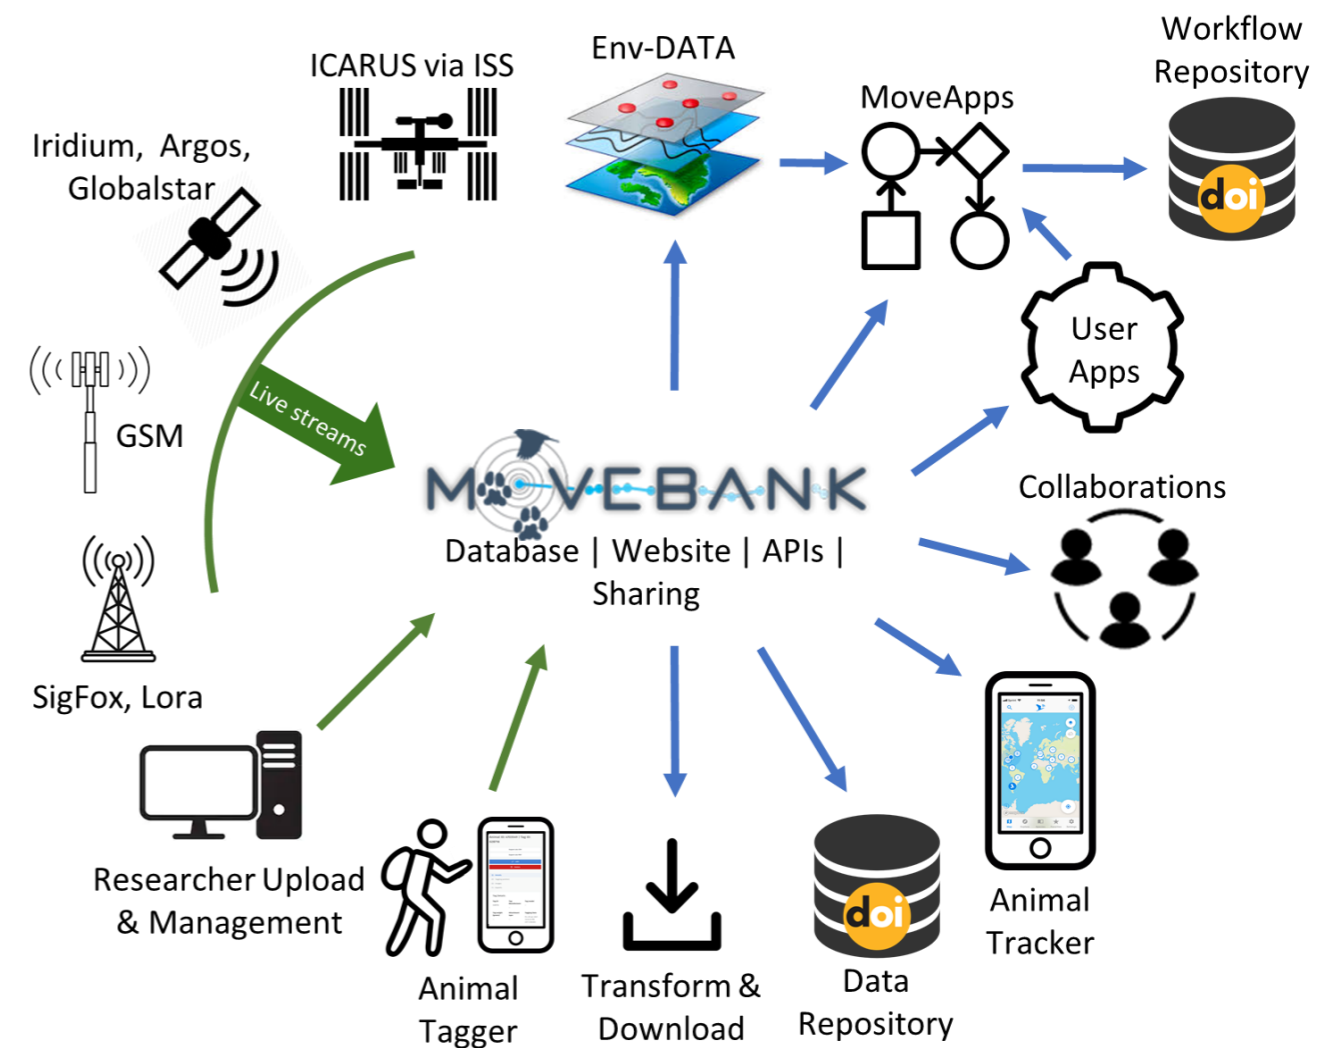 Workflow
Repository
Env-DATA
ICARUS via ISS
MoveApps
Iridium, Argos,
Globalstar
doi
User
Apps
Live streams
GSM
MOVEBANK
Collaborations
Database | Website | APIs |
Sharing
SigFox, Lora
Researcher Upload
& Management
Animal
Tagger
Transform &
Download
doi
Data
Repository
Animal
Tracker